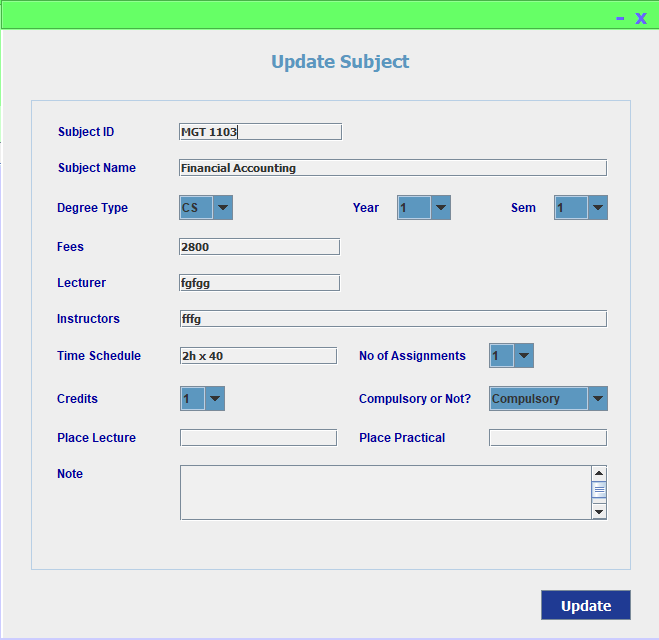 - x
Update Subject
Subject ID MGT 1103
Subject Name Financial Accounting
Degree Type CS Year 1 Sem 1
Fees 2800
Lecturer fgfgg
Instructors fffg
Time Schedule 2h x 40 No of Assignments 1
Credits 1 Compulsory or Not? Compulsory
Place Lecture Place Practical
Note
Update